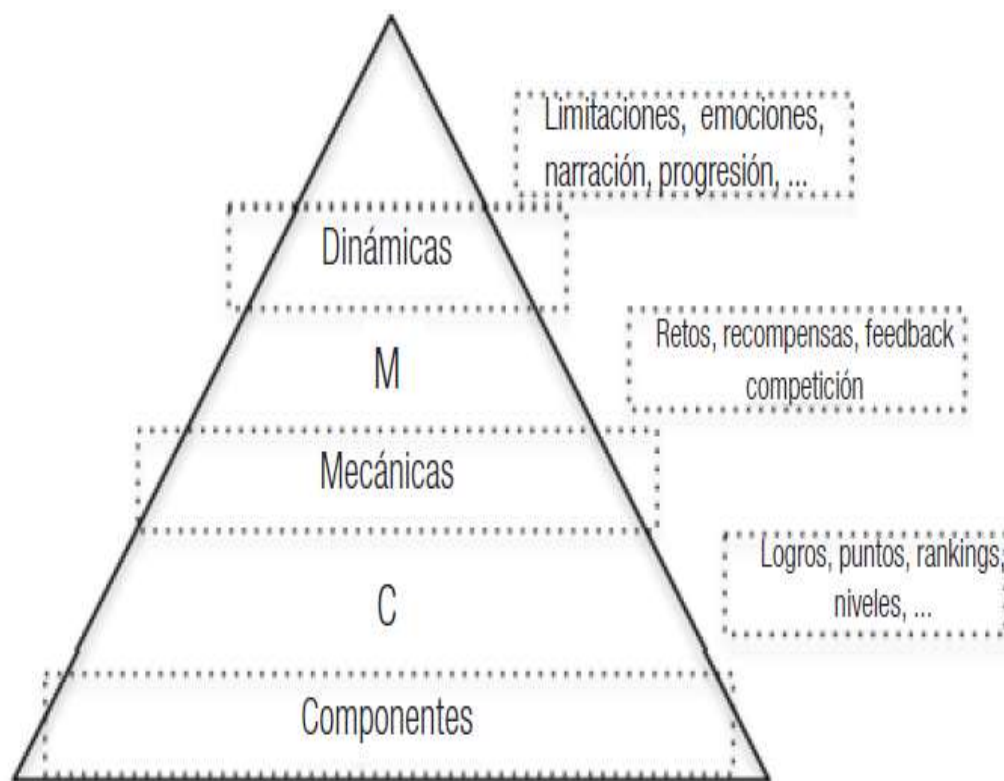 Limitaciones, emociones,
narración, progresión, ...
Dinámicas
Retos, recompensas, feedback
competición
M
Mecánicas
Logros, puntos, rankings,
niveles, ...
C
Componentes